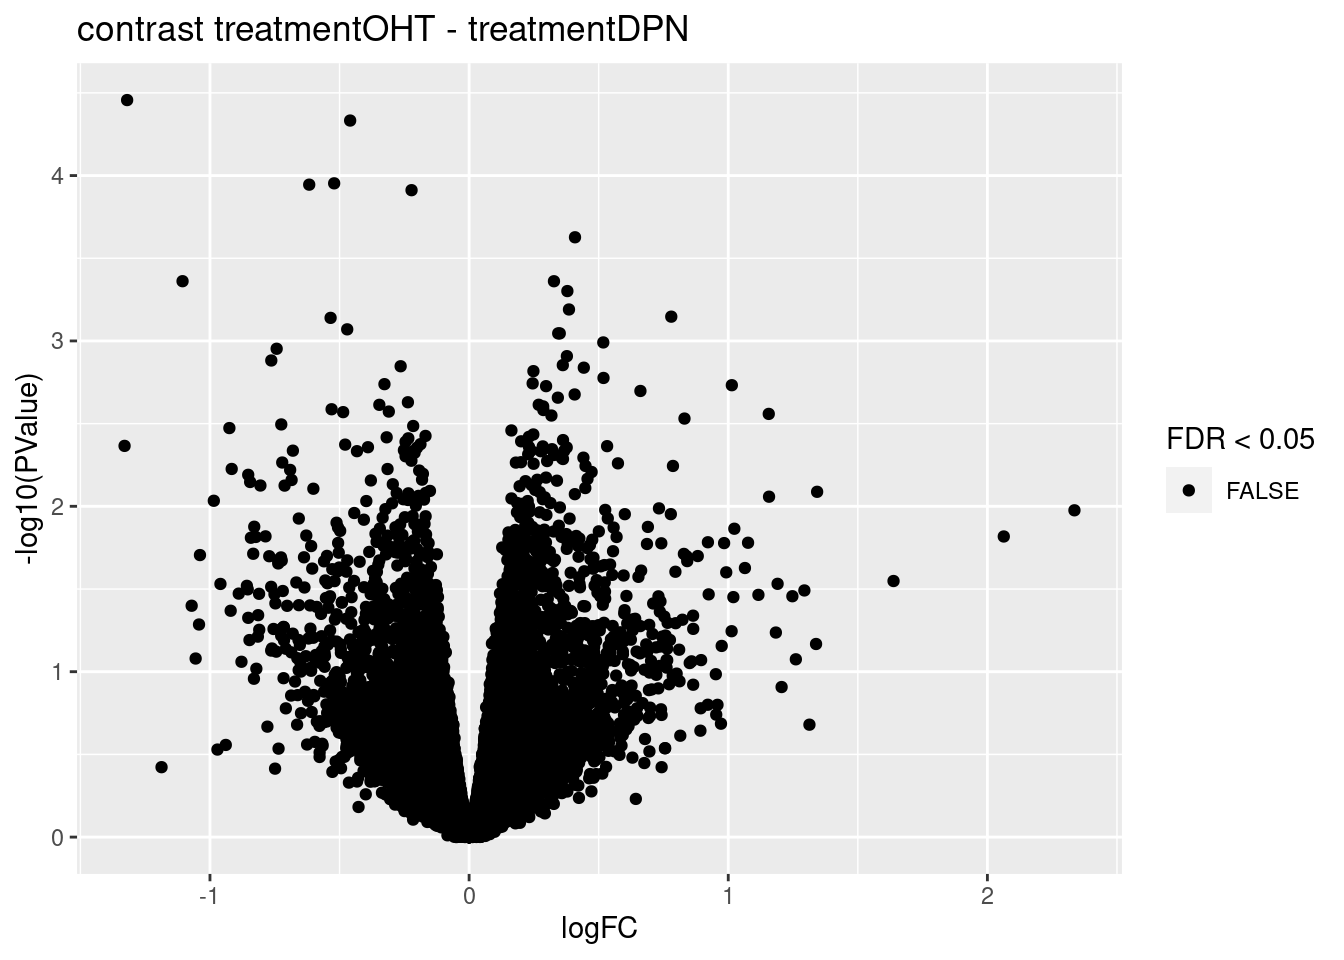 contrast treatmentOHT - treatmentDPN
4
3
2
1
0
-log10(PValue)
-1
0
1
2
logFC
FDR < 0.05
FALSE